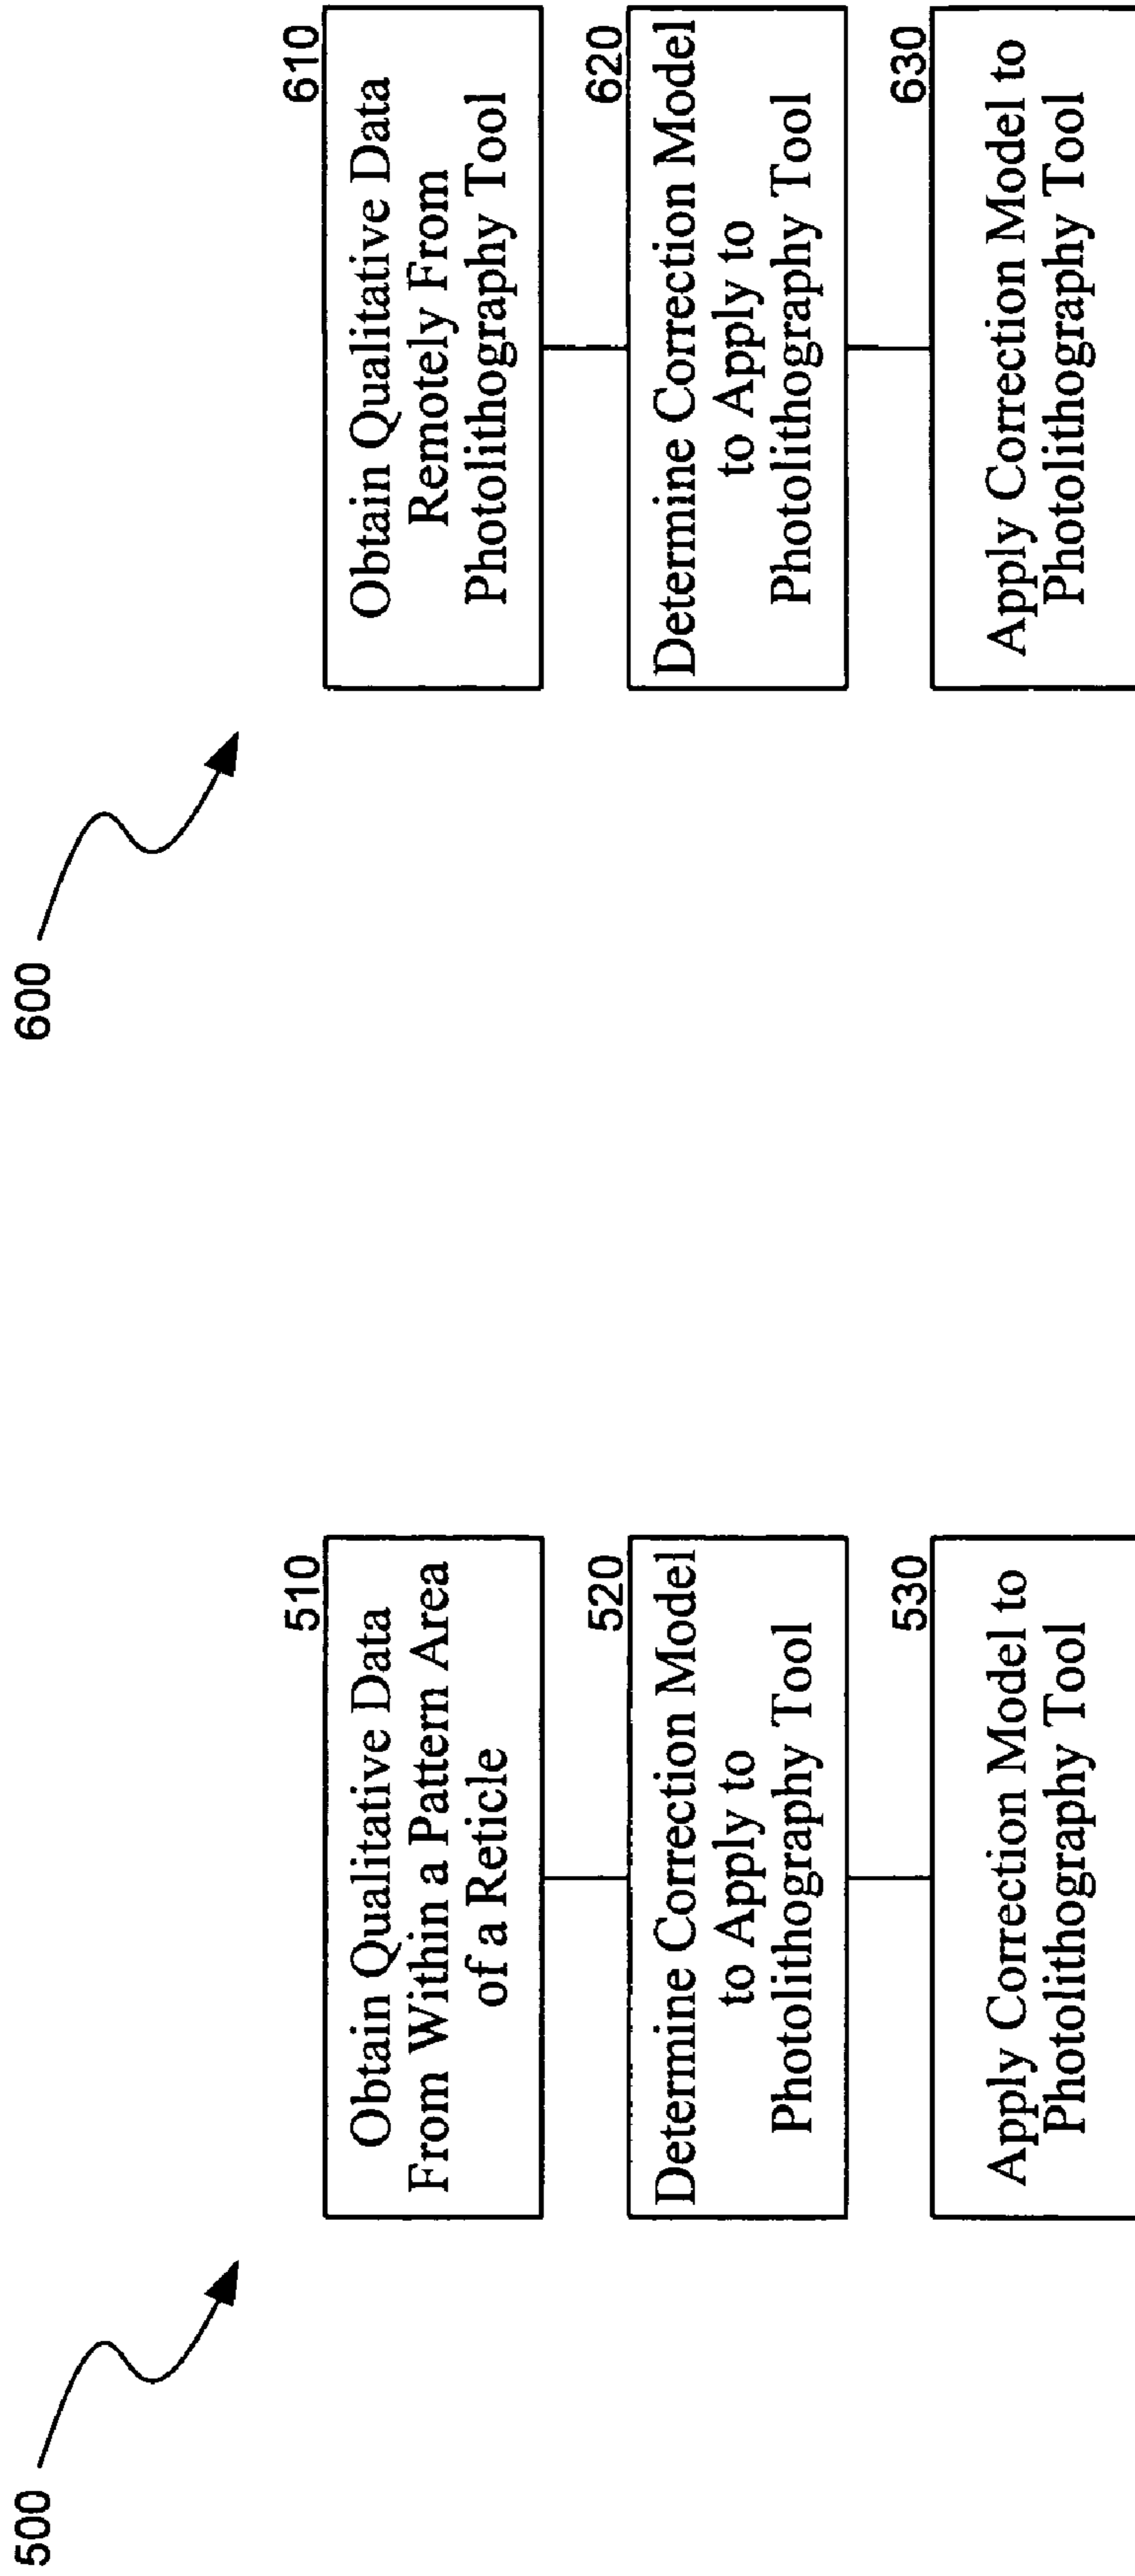 500
510
Obtain Qualitative Data
From Within a Pattern Area
of a Reticle
520
Determine Correction Model
to Apply to
Photolithography Tool
530
Apply Correction Model to
Photolithography Tool
600
610
Obtain Qualitative Data
Remotely From
Photolithography Tool
620
Determine Correction Model
to Apply to
Photolithography Tool
630
Apply Correction Model to
Photolithography Tool